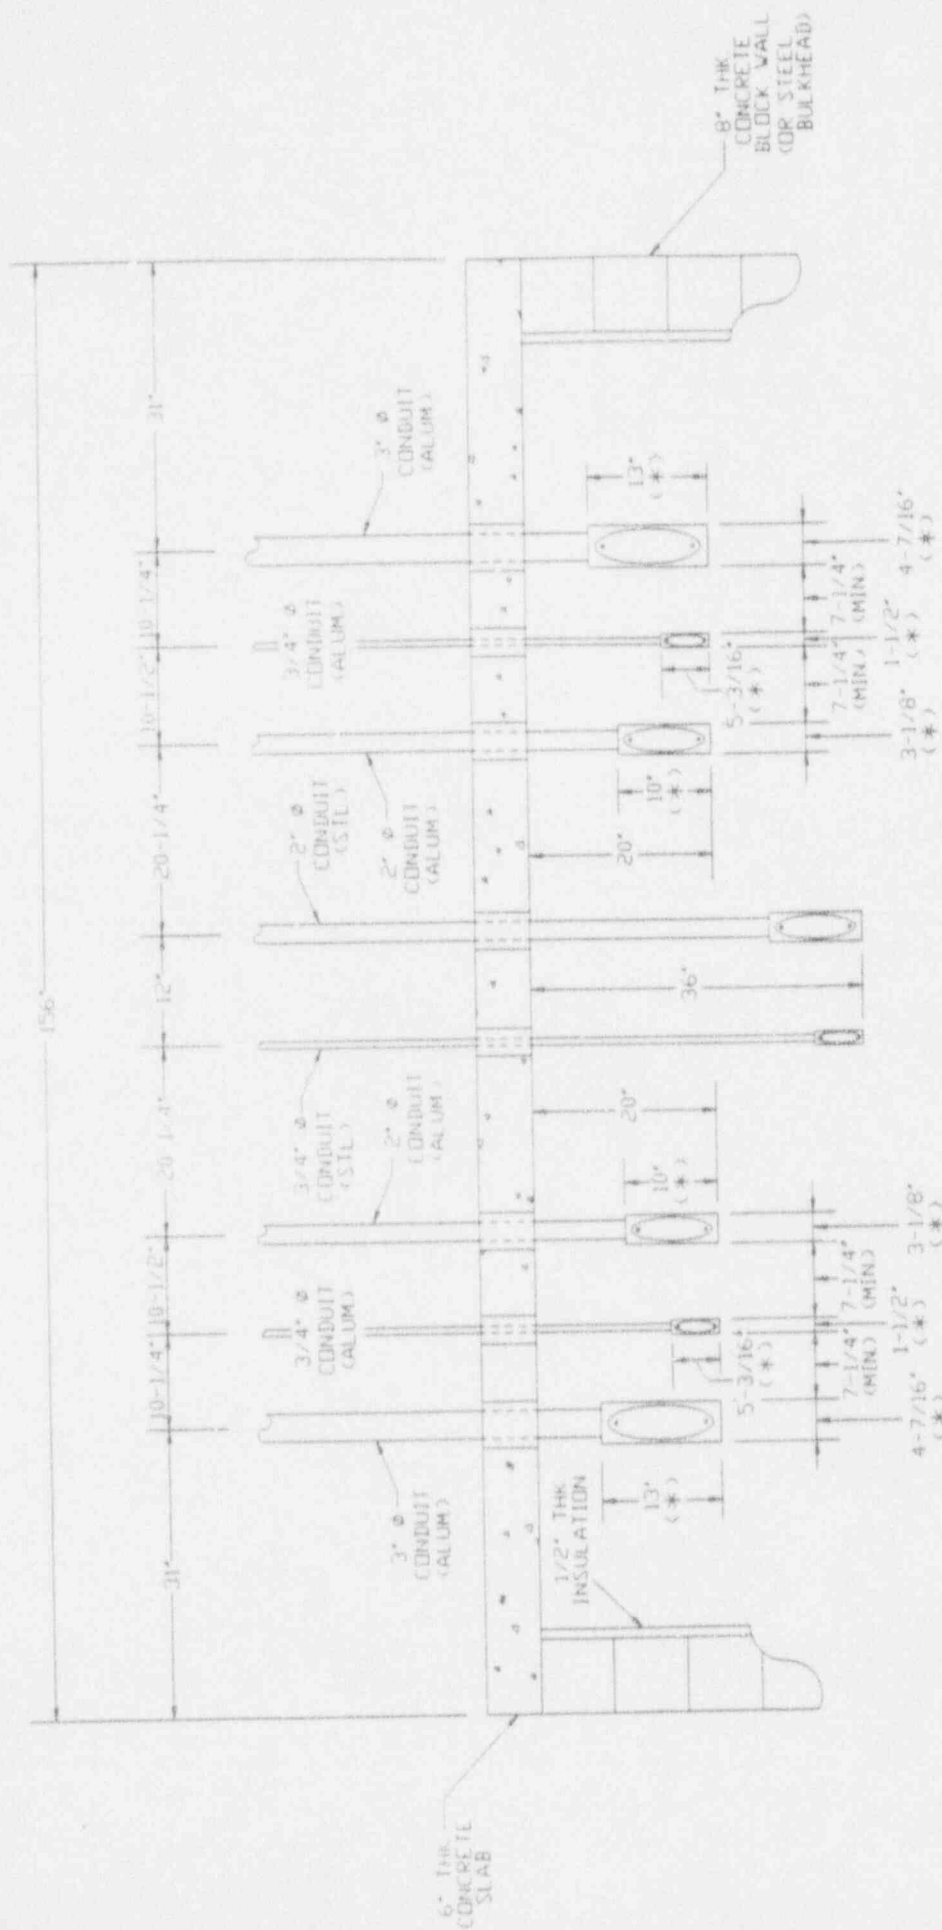 156"
31"
10-1/4"
10-1/2"
20 1/4"
12"
20-1/4"
10-1/2"
10-1/4"
31"
3" Ø
CONDUIT
(ALUM)
3/4" Ø
CONDUIT
(ALUM)
3/4" Ø
CONDUIT
(STL)
2" Ø
CONDUIT
(ALUM)
2" Ø
CONDUIT
(STL)
2" Ø
CONDUIT
(ALUM)
3/4" Ø
CONDUIT
(ALUM)
3" Ø
CONDUIT
(ALUM)
6" THK
CONCRETE
SLAB
1/2" THK
INSULATION
13"
(*)
5-3/16"
(*)
10"
(*)
20"
36"
20"
10"
(*)
5-3/16"
(*)
13"
(*)
8" THK
CONCRETE
BLOCK WALL
(OR STEEL
BULKHEAD)
7-1/4"
(MIN)
7-1/4"
(MIN)
4-7/16"
(*)
1-1/2"
(*)
3-1/8"
(*)
7-1/4"
(MIN)
7-1/4"
(MIN)
3-1/8"
(*)
1-1/2"
(*)
4-7/16"
(*)